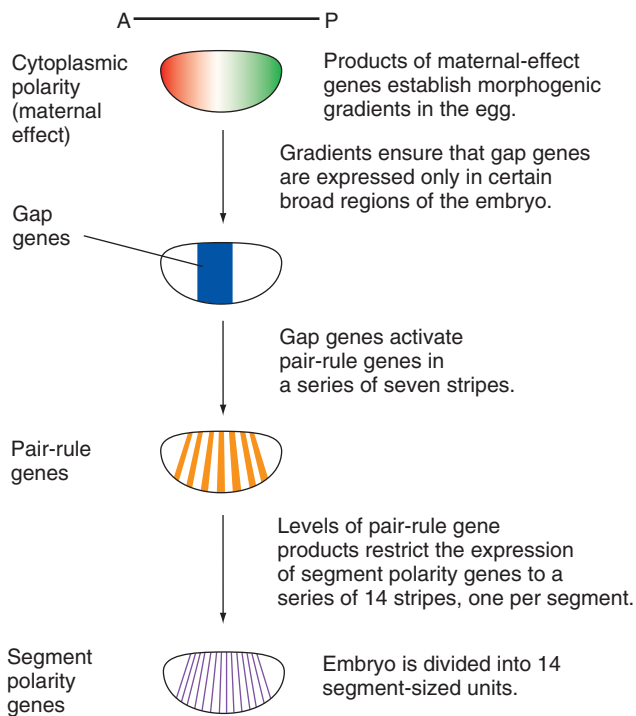 A P
Cytoplasmic
polarity
(maternal
effect)
Products of maternal-effect
genes establish morphogenic
gradients in the egg.
Gradients ensure that gap genes
are expressed only in certain
broad regions of the embryo.
Gap
genes
Gap genes activate
pair-rule genes in
a series of seven stripes.
Pair-rule
genes
Levels of pair-rule gene
products restrict the expression
of segment polarity genes to a
series of 14 stripes, one per segment.
Segment
polarity
genes
Embryo is divided into 14
segment-sized units.